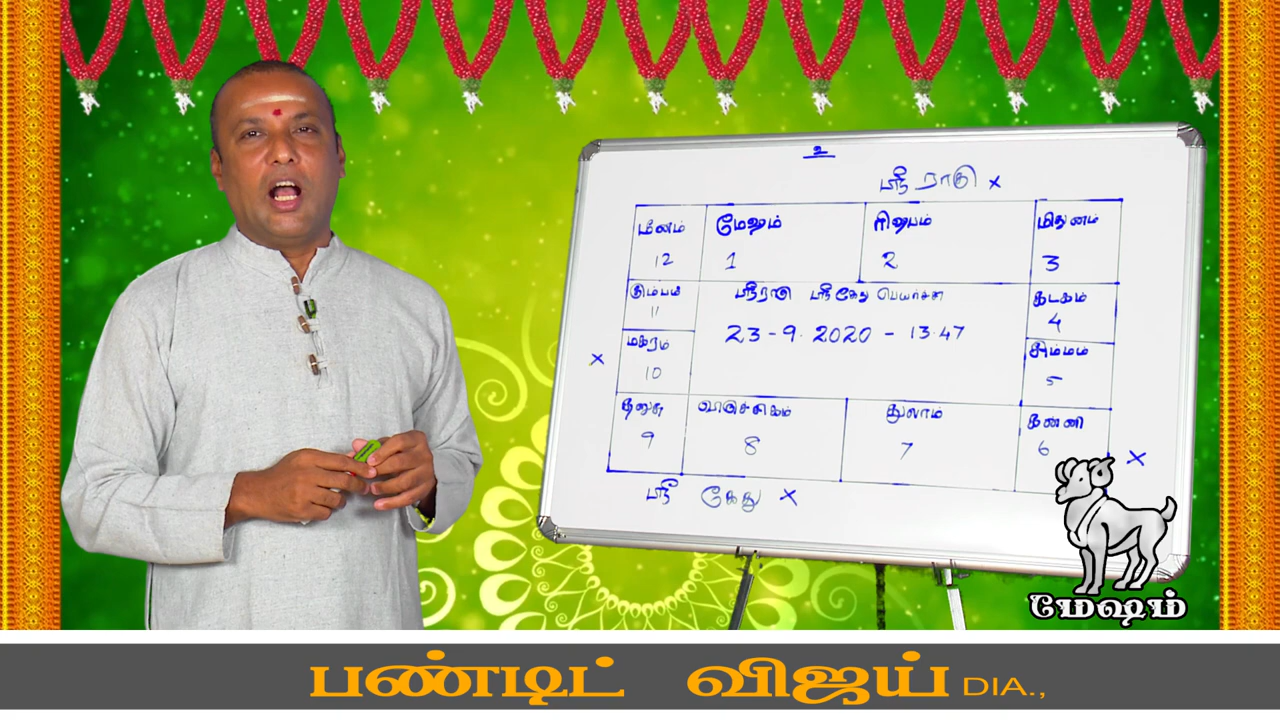 உ
ஸ்ரீ ராகு x
மீனம் மேஷம் ரிஷபம் மிதுனம்
12 1 2 3
கும்பம் ஸ்ரீ ராகு ஸ்ரீ கேது பெயர்ச்சி கடகம்
11 23-9-2020 - 13.47 4
x மகரம் சிம்மம்
10 5
தனுசு விருச்சிகம் துலாம் கன்னி
9 8 7 6 x
ஸ்ரீ கேது x
மேஷம்
பண்டிட் விஜய் DIA.,